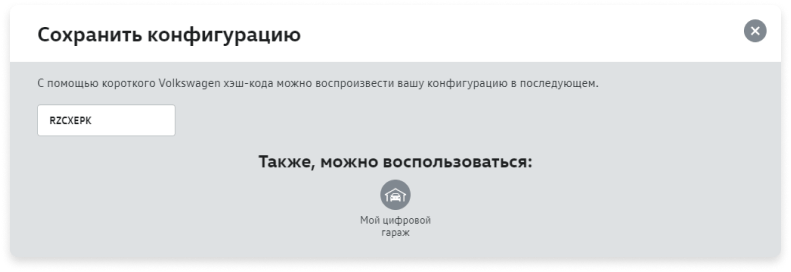 Сохранить конфигурацию
С помощью короткого Volkswagen хэш-кода можно воспроизвести вашу конфигурацию в последующем.
RZCXEPK
Также, можно воспользоваться:
Мой цифровой
гараж